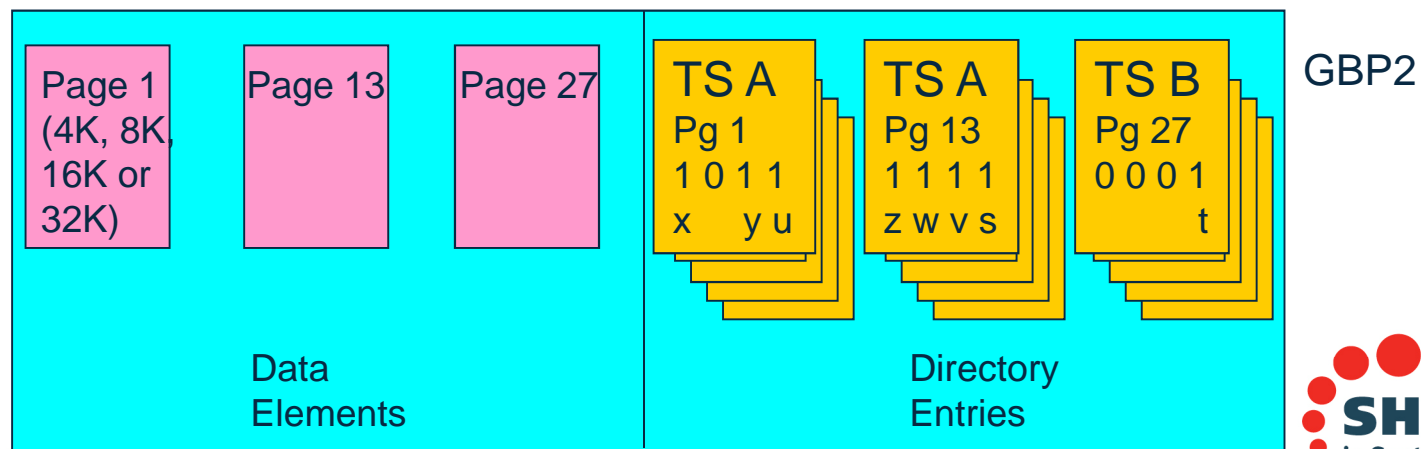 Page 1
(4K, 8K,
16K or
32K)
Page 13
Page 27
TS A
Pg 1
1 0 1 1
x y u
TS A
Pg 13
1 1 1 1
z w v s
TS B
Pg 27
0 0 0 1
t
GBP2
Data
Elements
Directory
Entries
SH